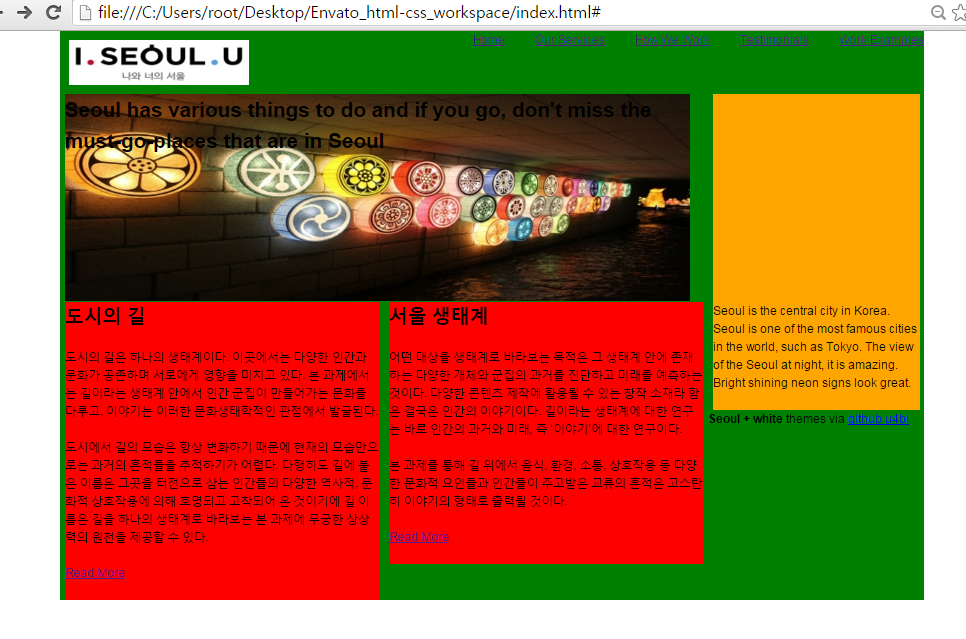 file:///C:/Users/root/Desktop/Envato_html-css_workspace/index.html#
I.SEOUL.U
나와 너의 서울
Home Our Services How We Work Testimonials Work Examples
Seoul has various things to do and if you go, don't miss the
must-go-places that are in Seoul
도시의 길
도시의 길은 하나의 생태계이다. 이곳에서는 다양한 인간과
문화가 공존하며 서로에게 영향을 미치고 있다. 본 과제에서
는 길이라는 생태계 안에서 인간 군집이 만들어가는 문화를
다루고, 이야기는 이러한 문화생태학적인 관점에서 발굴된다.
도시에서 길의 모습은 항상 변화하기 때문에 현재의 모습만으
로는 과거의 흔적들을 추적하기가 어렵다. 다행히도 길에 붙
은 이름은 그곳을 터전으로 삼는 인간들의 다양한 역사적, 문
화적 상호작용에 의해 호명되고 고착되어 온 것이기에 길 이
름은 길을 하나의 생태계로 바라보는 본 과제에 무궁한 상상
력의 원천을 제공할 수 있다.
Read More
서울 생태계
어떤 대상을 생태계로 바라보는 목적은 그 생태계 안에 존재
하는 다양한 개체와 군집의 과거를 진단하고 미래를 예측하는
것이다. 다양한 콘텐츠 제작에 활용될 수 있는 창작 소재라 함
은 결국은 인간의 이야기이다. 길이라는 생태계에 대한 연구
는 바로 인간의 과거와 미래, 즉 '이야기'에 대한 연구이다.
본 과제를 통해 길 위에서 음식, 환경, 소통, 상호작용 등 다양
한 문화적 요인들과 인간들이 주고받은 교류의 흔적은 고스란
히 이야기의 형태로 출력될 것이다.
Read More
Seoul is the central city in Korea.
Seoul is one of the most famous cities
in the world, such as Tokyo. The view
of the Seoul at night, it is amazing.
Bright shining neon signs look great.
Seoul + white themes via github:u4bi